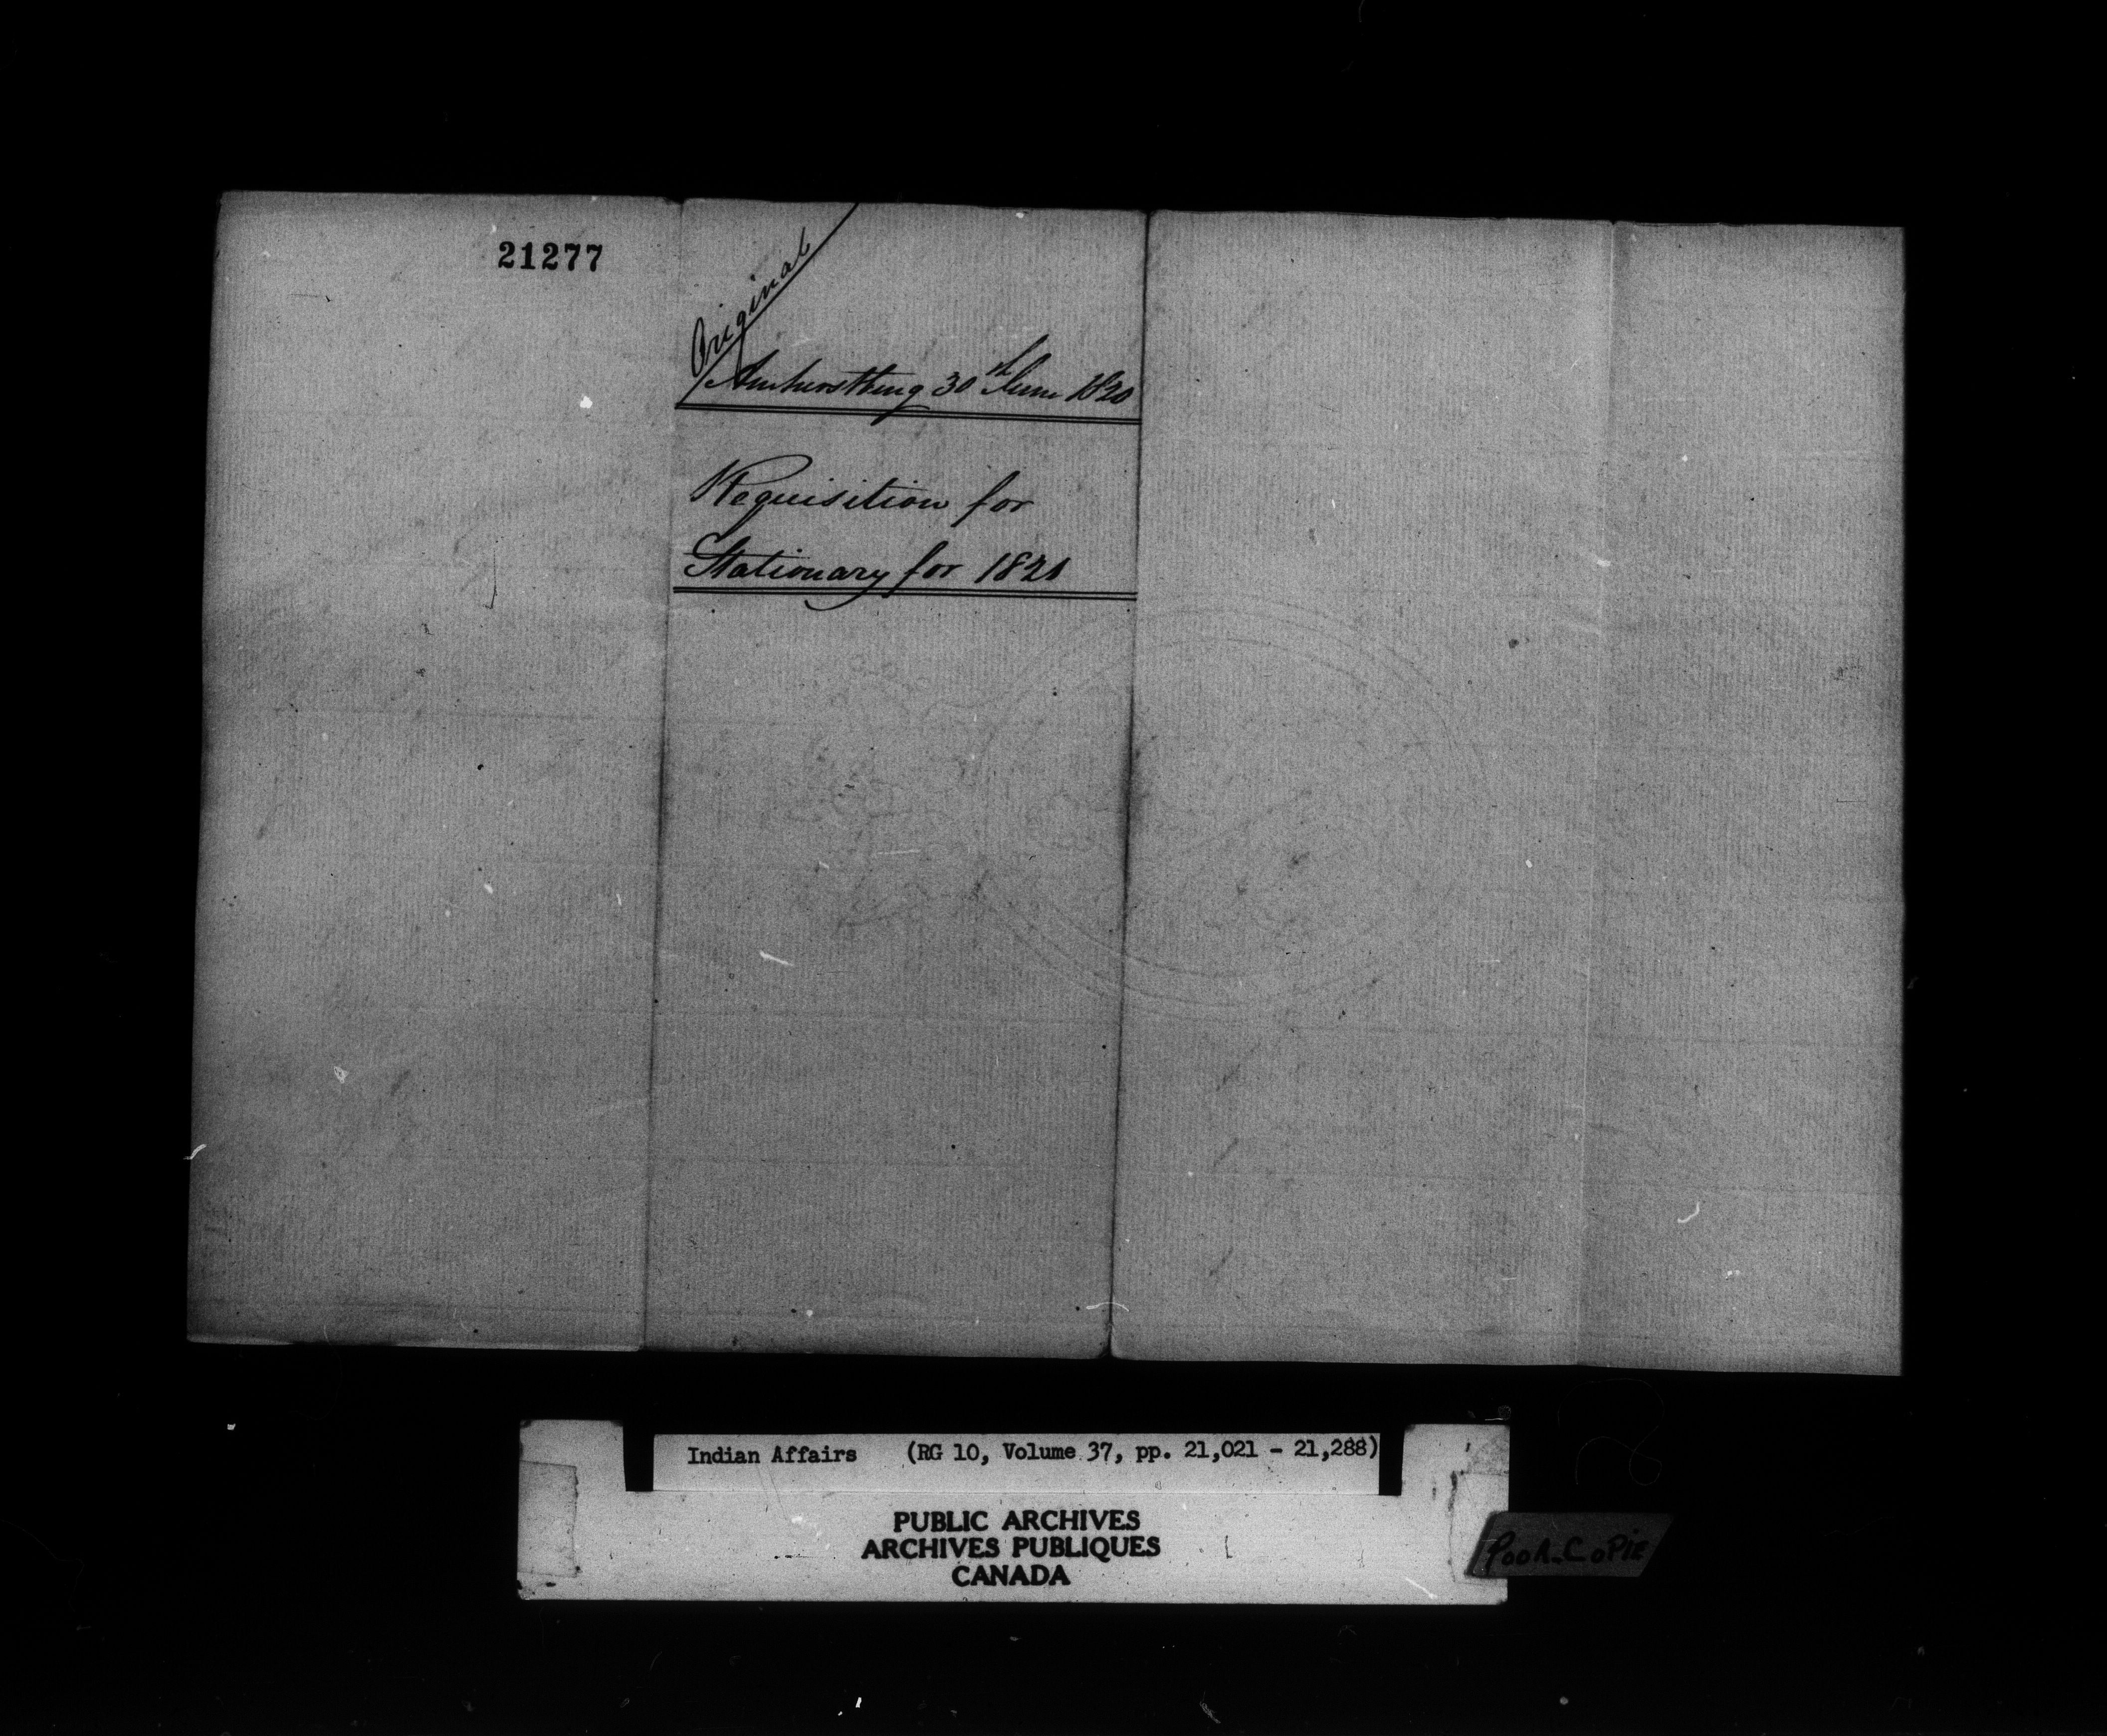 21277
Original
Amherstburg 30th June 1820
Requisition for
Stationary for 1821
Indian Affairs (RG 10, Volume 37, pp. 21,021 - 21,288)
PUBLIC ARCHIVES
ARCHIVES PUBLIQUES
CANADA
POOR COPIE